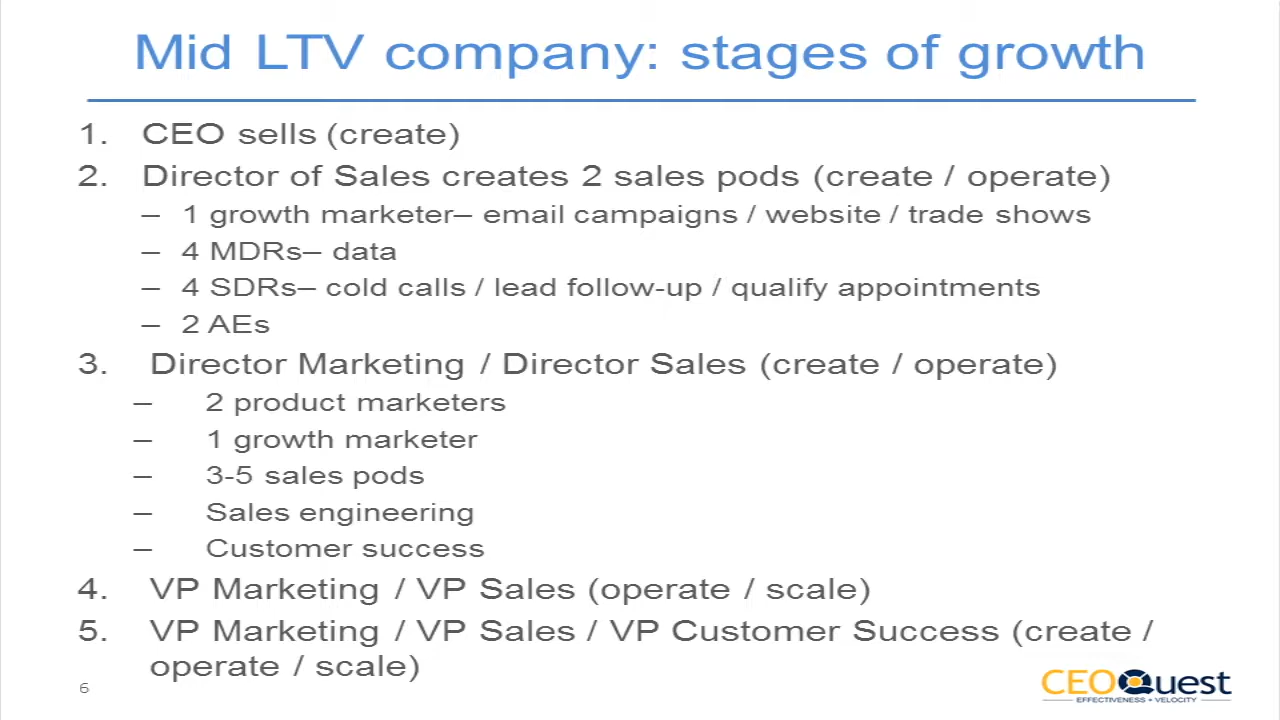 Mid LTV company: stages of growth
1. CEO sells (create)
2. Director of Sales creates 2 sales pods (create / operate)
– 1 growth marketer– email campaigns / website / trade shows
– 4 MDRs– data
– 4 SDRs– cold calls / lead follow-up / qualify appointments
– 2 AEs
3. Director Marketing / Director Sales (create / operate)
– 2 product marketers
– 1 growth marketer
– 3-5 sales pods
– Sales engineering
– Customer success
4. VP Marketing / VP Sales (operate / scale)
5. VP Marketing / VP Sales / VP Customer Success (create /
operate / scale)
6
CEOQuest
EFFECTIVENESS • VELOCITY